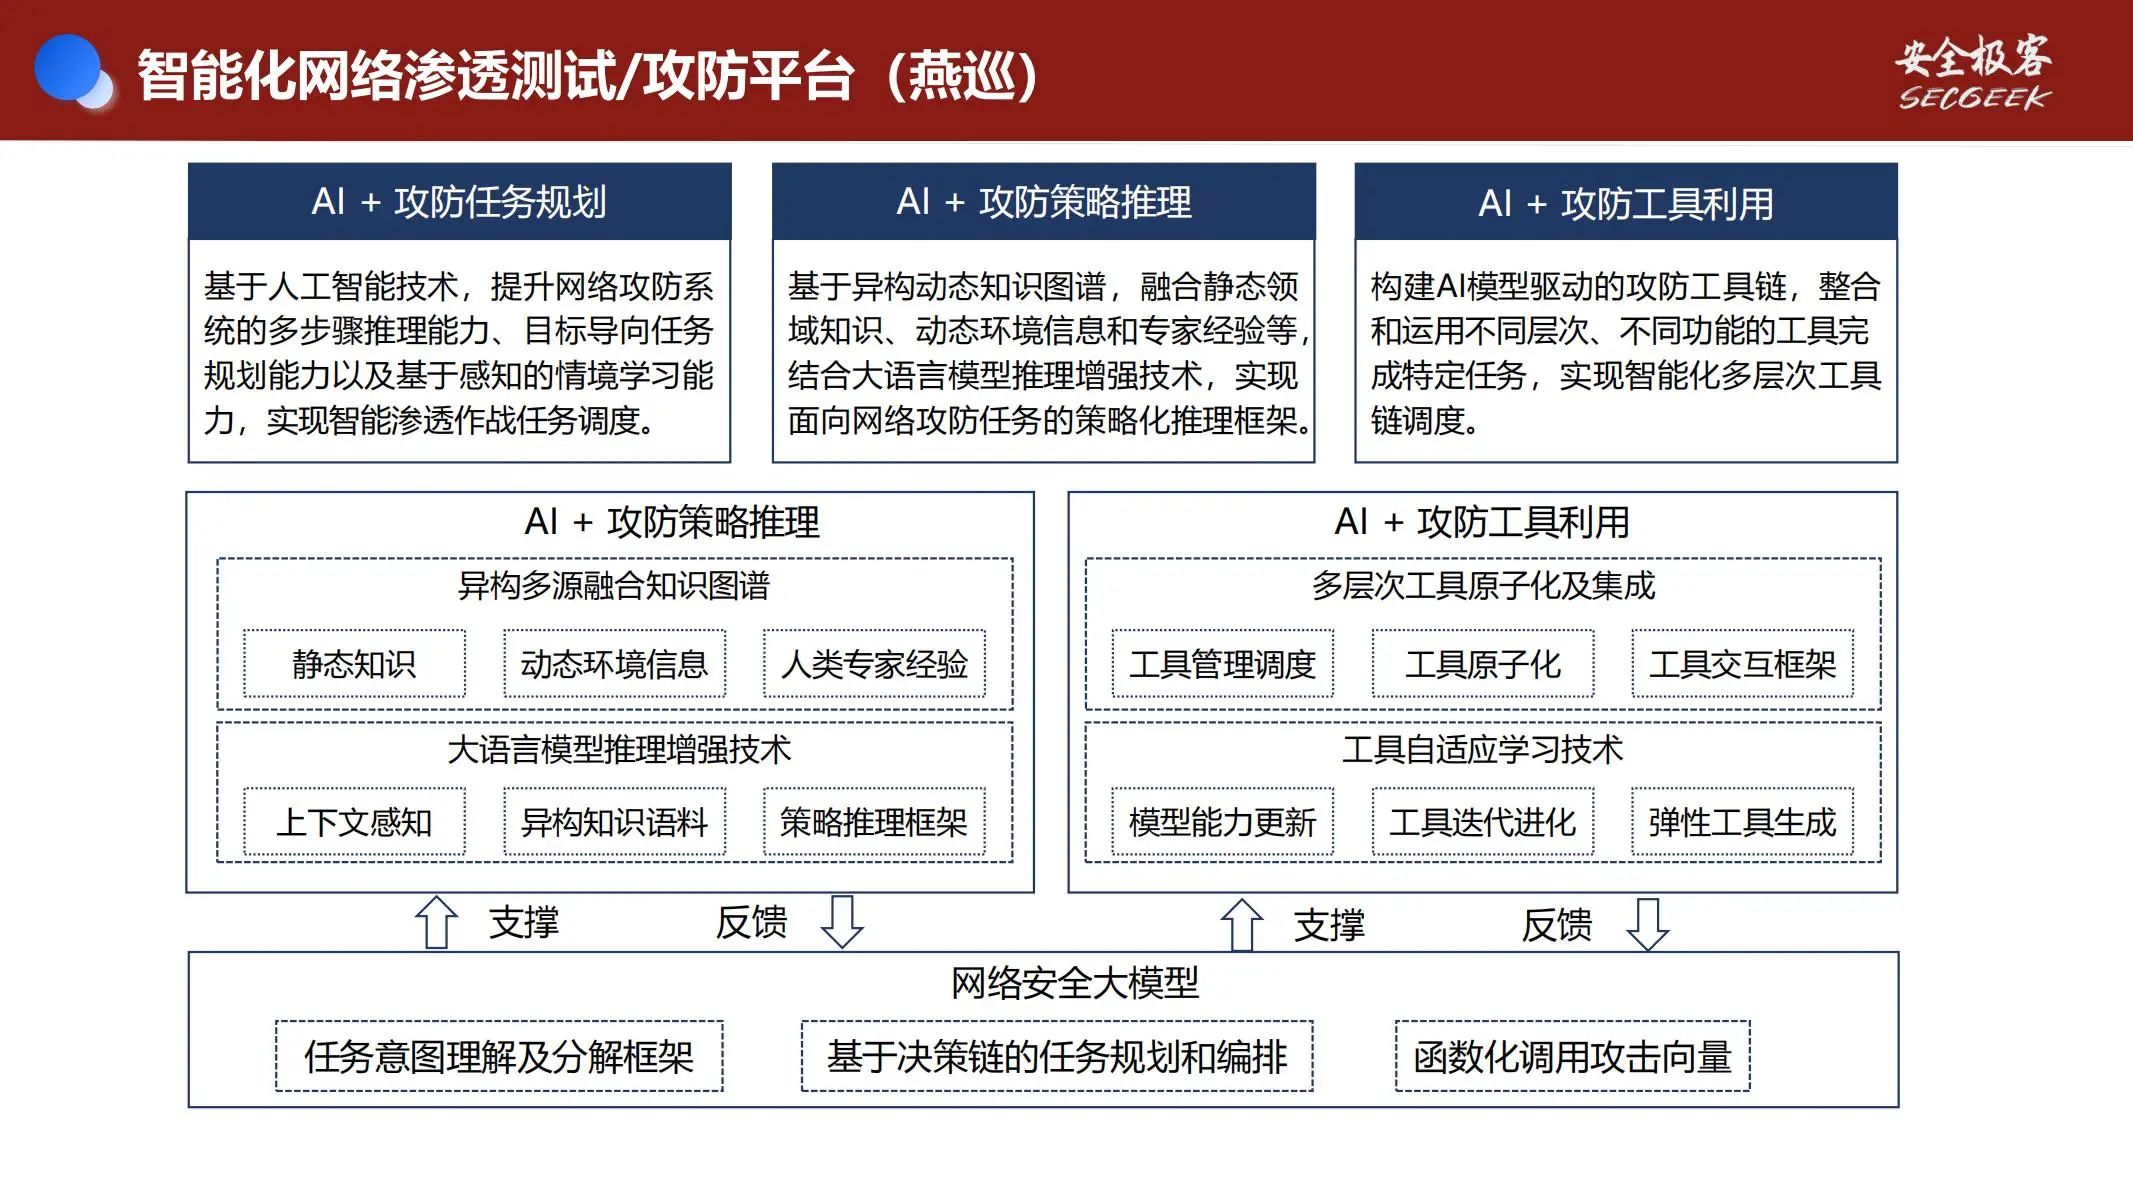 智能化网络渗透测试/攻防平台（燕巡）
安全极客
SECGEEK
AI + 攻防任务规划
基于人工智能技术，提升网络攻防系
统的多步骤推理能力、目标导向任务
规划能力以及基于感知的情境学习能
力，实现智能渗透作战任务调度。
AI + 攻防策略推理
基于异构动态知识图谱，融合静态领
域知识、动态环境信息和专家经验等，
结合大语言模型推理增强技术，实现
面向网络攻防任务的策略化推理框架。
AI + 攻防工具利用
构建AI模型驱动的攻防工具链，整合
和运用不同层次、不同功能的工具完
成特定任务，实现智能化多层次工具
链调度。
AI + 攻防策略推理
异构多源融合知识图谱
静态知识
动态环境信息
人类专家经验
大语言模型推理增强技术
上下文感知
异构知识语料
策略推理框架
AI + 攻防工具利用
多层次工具原子化及集成
工具管理调度
工具原子化
工具交互框架
工具自适应学习技术
模型能力更新
工具迭代进化
弹性工具生成
支撑
反馈
支撑
反馈
网络安全大模型
任务意图理解及分解框架
基于决策链的任务规划和编排
函数化调用攻击向量